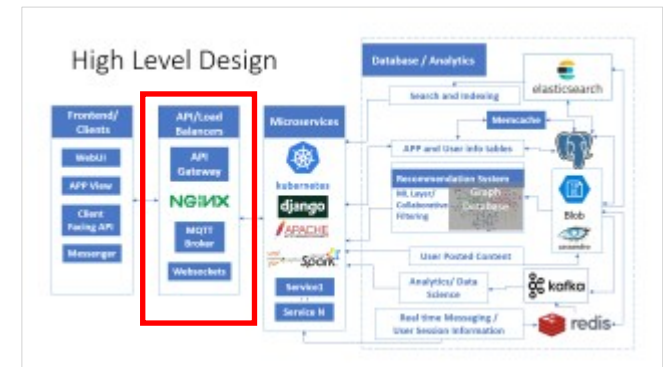 High Level Design
Frontend/
Clients
WebUI
APP View
Client
Facing API
Messenger
API/Load
Balancers
API
Gateway
NGINX
MQTT
Broker
Websockets
Microservices
kubernetes
django
APACHE
Spark
Service1
Service N
Database / Analytics
Search and Indexing
elasticsearch
Memcache
APP and User info tables
Recommendation System
ML Layer/
Collaborative
Filtering
Graph
Database
Blob
cassandra
User Posted Content
Analytics/ Data
Science
kafka
Real time Messaging /
User Session Information
redis